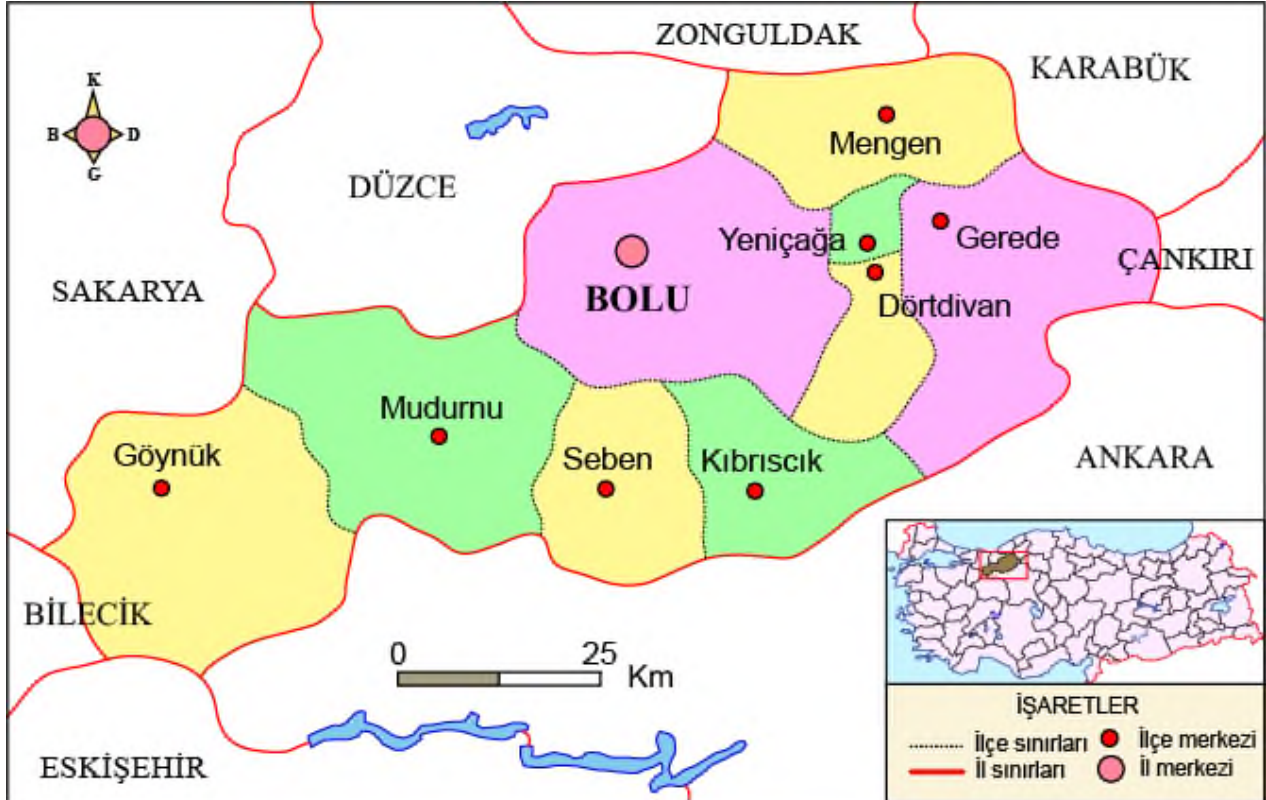 ZONGULDAK
KARABÜK
K
B D
G
Mengen
DÜZCE
Yeniçağa
Gerede
ÇANKIRI
SAKARYA
BOLU
Dörtdivan
Mudurnu
Göynük
Seben
Kıbrıscık
ANKARA
BİLECİK
0 25
Km
ESKİŞEHİR
İŞARETLER
İlçe sınırları
İlçe merkezi
İl sınırları
İl merkezi